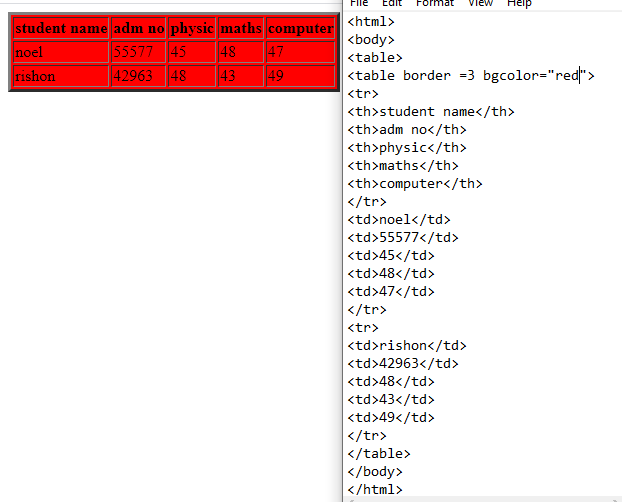 student name adm no physic maths computer
noel 55577 45 48 47
rishon 42963 48 43 49
File Edit Format View Help
<html>
<body>
<table>
<table border =3 bgcolor="red">
<tr>
<th>student name</th>
<th>adm no</th>
<th>physic</th>
<th>maths</th>
<th>computer</th>
</tr>
<td>noel</td>
<td>55577</td>
<td>45</td>
<td>48</td>
<td>47</td>
</tr>
<tr>
<td>rishon</td>
<td>42963</td>
<td>48</td>
<td>43</td>
<td>49</td>
</tr>
</table>
</body>
</html>